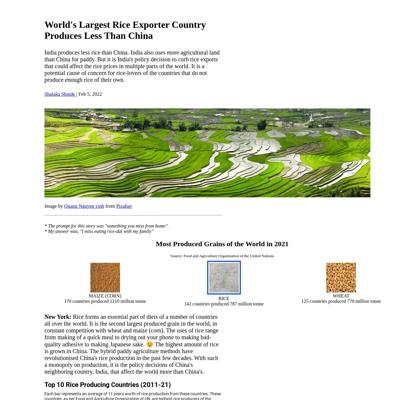 World's Largest Rice Exporter Country
Produces Less Than China
India produces less rice than China. India also uses more agricultural land
than China for paddy. But it is India's policy decision to curb rice exports
that could affect the rice prices in multiple parts of the world. It is a
potential cause of concern for rice-lovers of the countries that do not
produce enough rice of their own.
Shulaka Shinde | Feb 5, 2022
Image by Quang Nguyen vinh from Pixabay
* The prompt for this story was "something you miss from home".
* My answer was, "I miss eating rice-dal with my family"
Most Produced Grains of the World in 2021
Source: Food and Agriculture Organisation of the United Nations
MAIZE (CORN)
170 countries produced 1210 million tonne
RICE
142 countries produced 787 million tonne
WHEAT
125 countries produced 770 million tonne
New York: Rice forms an essential part of diets of a number of countries
all over the world. It is the second largest produced grain in the world, in
constant competition with wheat and maize (corn). The uses of rice range
from making of a quick meal to drying out your phone to making bad-
quality adhesive to making Japanese sake. 😉 The highest amount of rice
is grown in China. The hybrid paddy agriculture methods have
revolutionised China's rice production in the past few decades. With such
a monopoly on production, it is the policy decisions of China's
neighboring country, India, that affect the world more than China's.
Top 10 Rice Producing Countries (2011-21)
Each bar represents an average of 11 years worth of rice production from these countries. These
countries, as per Food and Agriculture Organization of UN, are highest rice producers of the